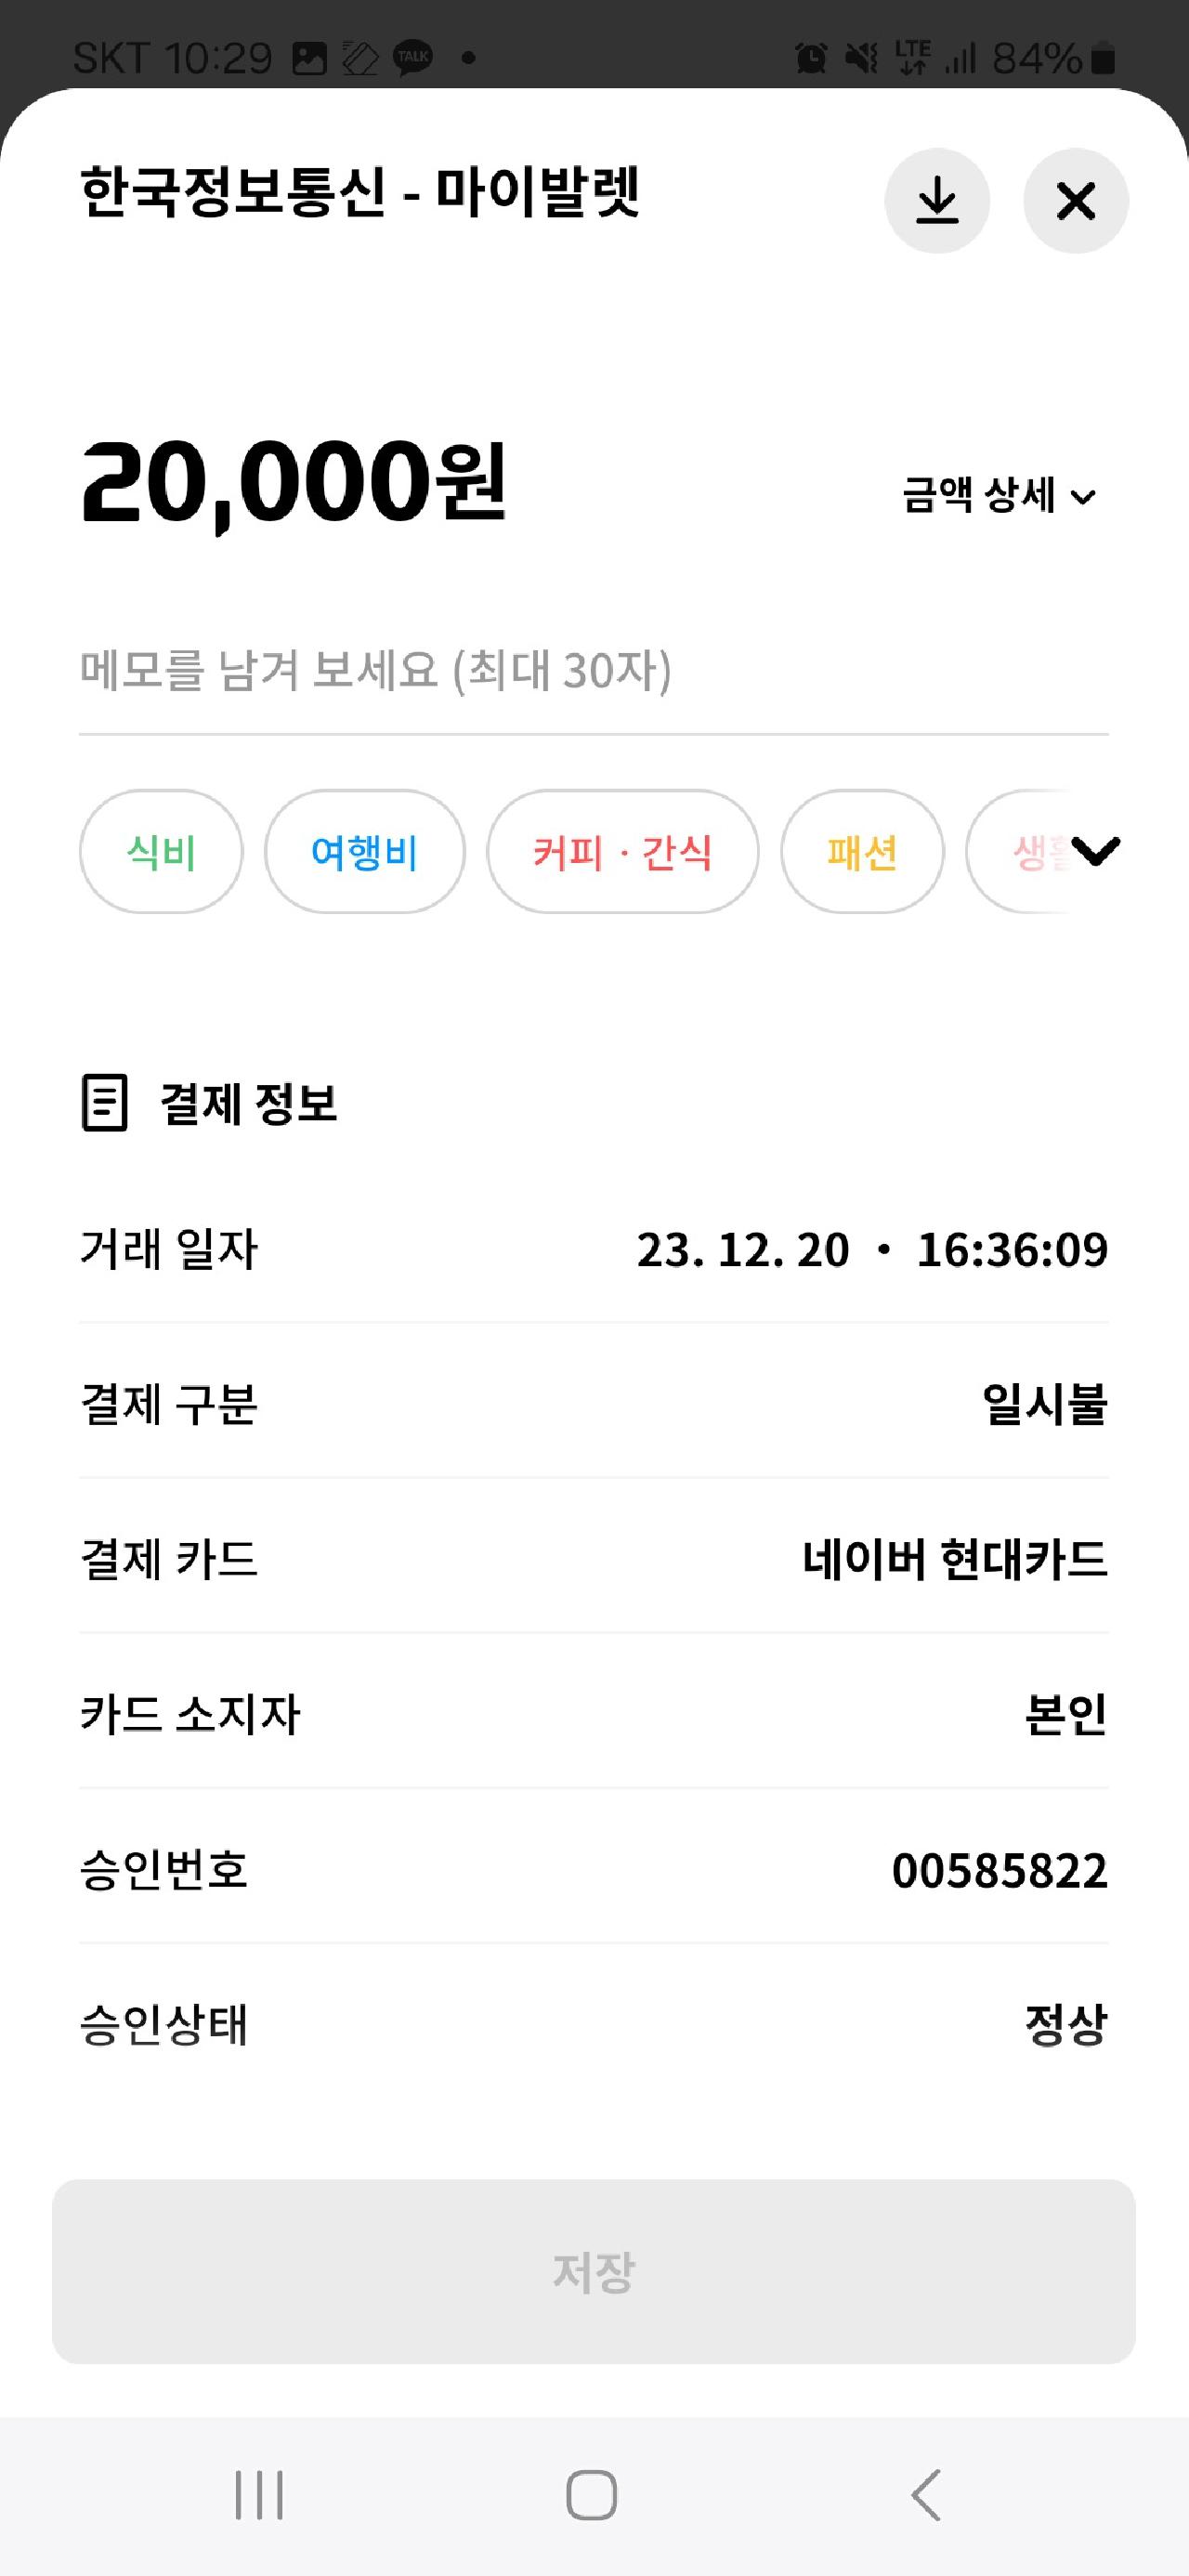 SKT 10:29 TALK LTE 84%
한국정보통신 - 마이발렛
20,000원 금액 상세
메모를 남겨 보세요 (최대 30자)
식비 여행비 커피 · 간식 패션 생활
결제 정보
거래 일자 23. 12. 20 • 16:36:09
결제 구분 일시불
결제 카드 네이버 현대카드
카드 소지자 본인
승인번호 00585822
승인상태 정상
저장